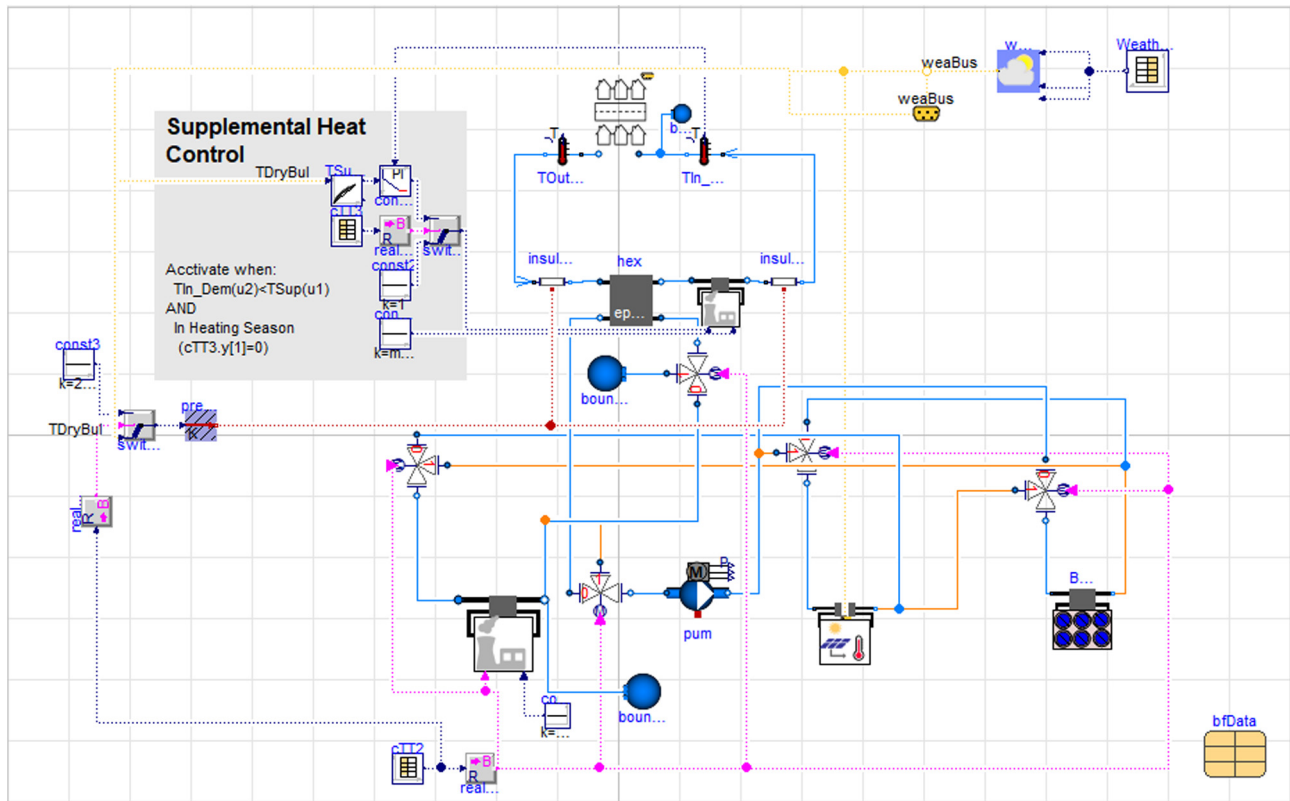 w...
Weath...
weaBus
weaBus
Supplemental Heat
Control
TDryBul
TSu
PI
con...
cTT3
B
R
real...
swit...
const2
k=1
con
k=m...
Acctivate when:
TIn_Dem(u2)<TSup(u1)
AND
In Heating Season
(cTT3.y[1]=0)
b...
T
TOut...
T
TIn_...
insul...
hex
insul...
ep...
boun...
const3
k=2...
TDryBul
swit...
pre
K
real...
B
R
M
P
pum
B...
boun...
co
k=...
cTT2
B
R
real...
bfData